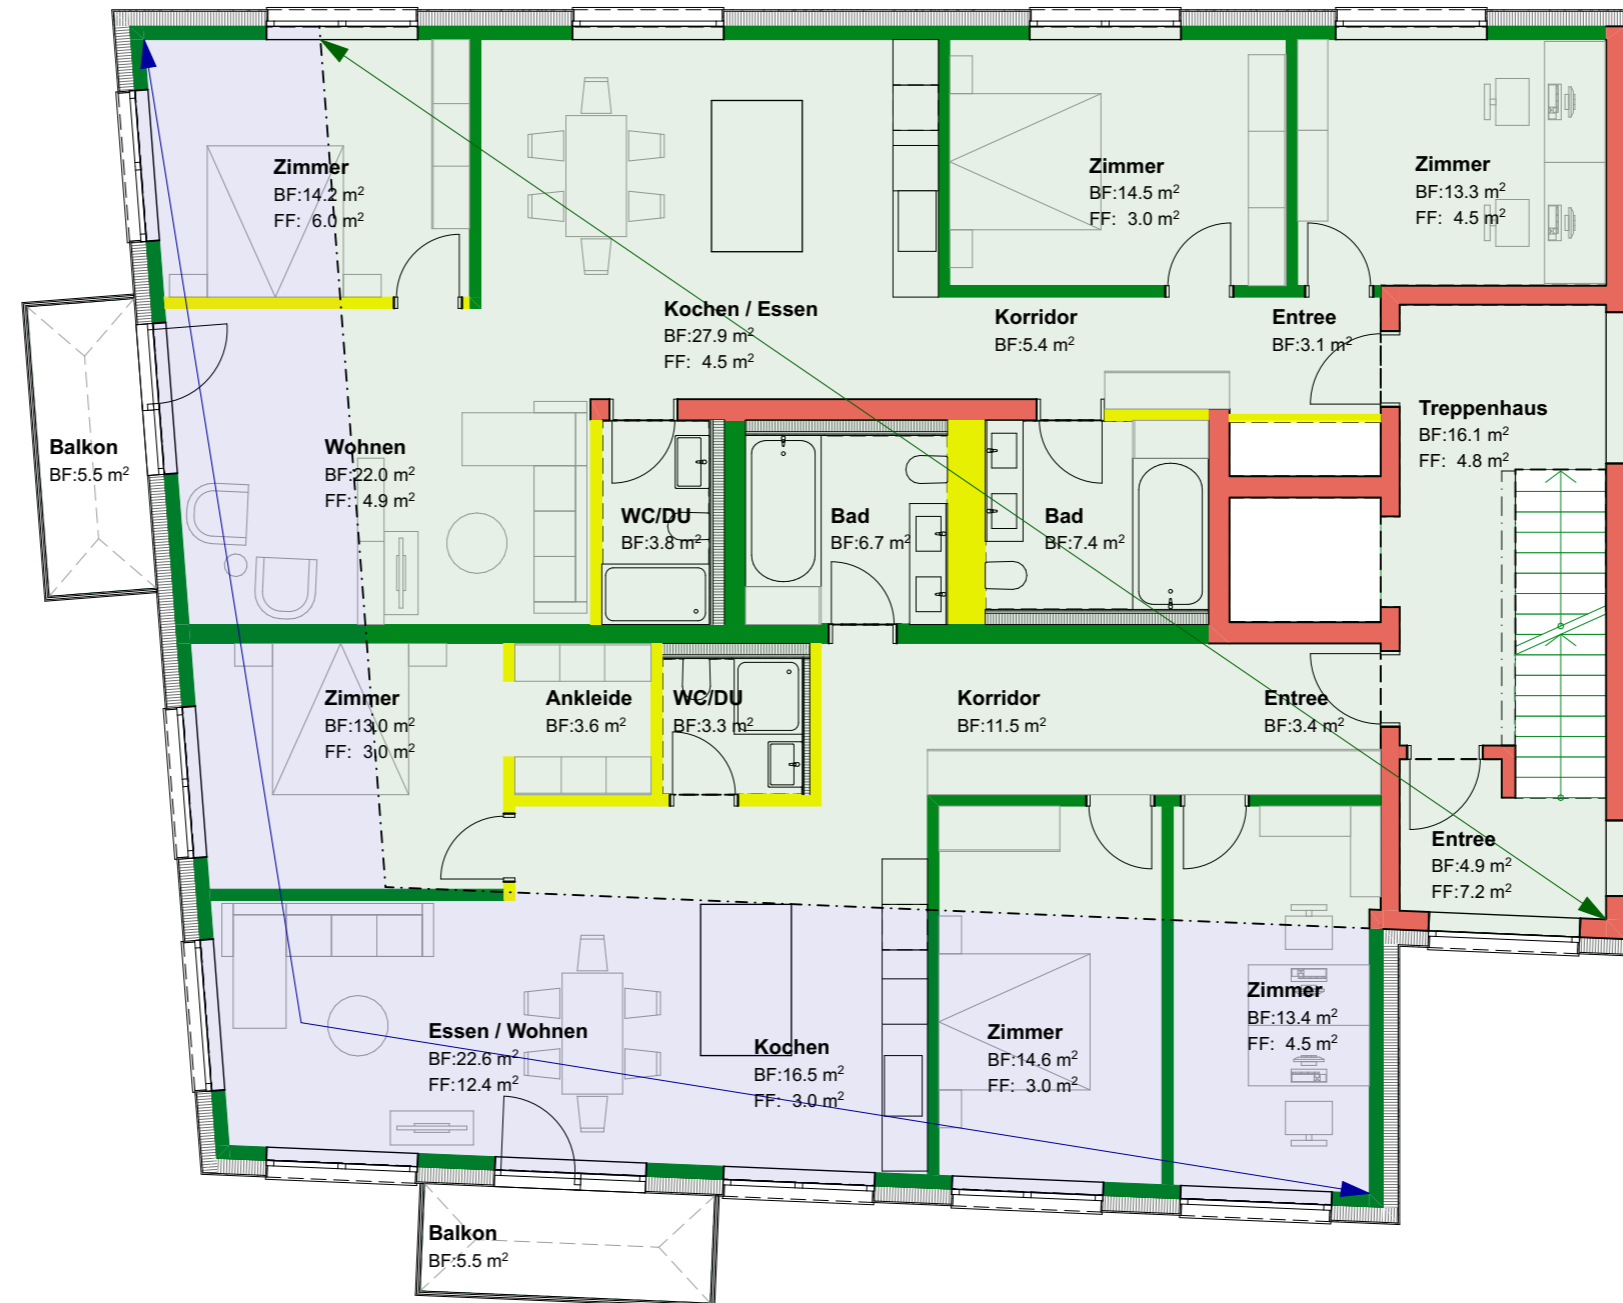 Zimmer
BF:14.2 m²
FF: 6.0 m²
Zimmer
BF:14.5 m²
FF: 3.0 m²
Zimmer
BF:13.3 m²
FF: 4.5 m²
Kochen / Essen
BF:27.9 m²
FF: 4.5 m²
Korridor
BF:5.4 m²
Entree
BF:3.1 m²
Balkon
BF:5.5 m²
Wohnen
BF:22.0 m²
FF: 4.9 m²
Treppenhaus
BF:16.1 m²
FF: 4.8 m²
WC/DU
BF:3.8 m²
Bad
BF:6.7 m²
Bad
BF:7.4 m²
Zimmer
BF:13.0 m²
FF: 3.0 m²
Ankleide
BF:3.6 m²
WC/DU
BF:3.3 m²
Korridor
BF:11.5 m²
Entree
BF:3.4 m²
Entree
BF:4.9 m²
FF:7.2 m²
Essen / Wohnen
BF:22.6 m²
FF:12.4 m²
Kochen
BF:16.5 m²
FF: 3.0 m²
Zimmer
BF:14.6 m²
FF: 3.0 m²
Zimmer
BF:13.4 m²
FF: 4.5 m²
Balkon
BF:5.5 m²